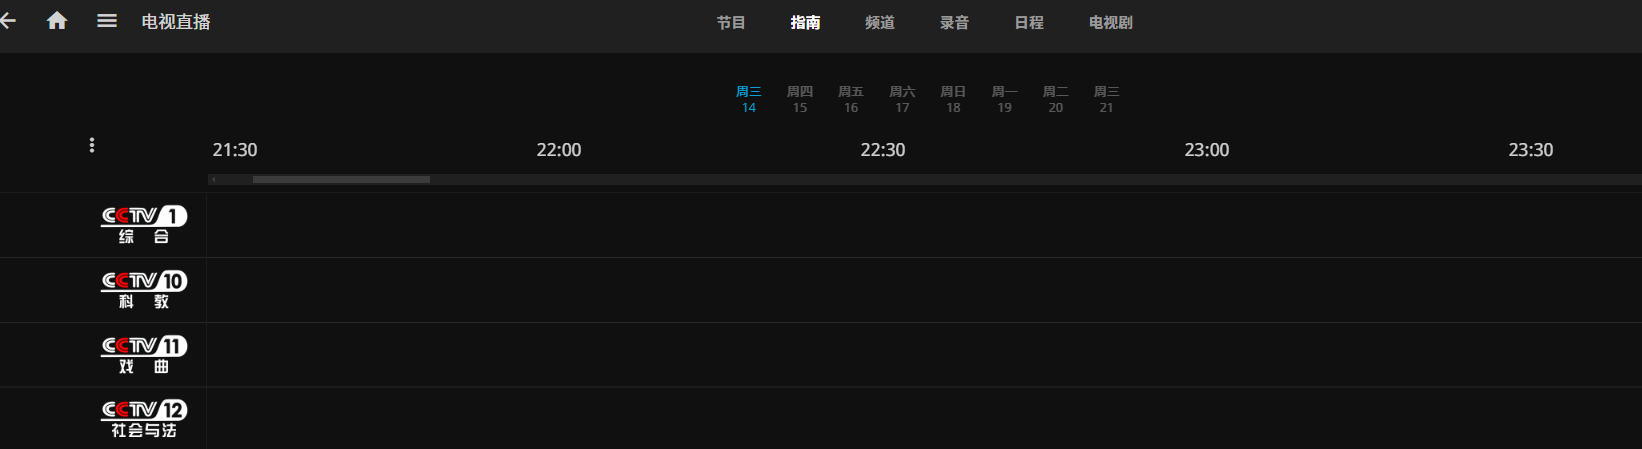 电视直播 节目 指南 频道 录音 日程 电视剧
周三 周四 周五 周六 周日 周一 周二 周三
14 15 16 17 18 19 20 21
21:30 22:00 22:30 23:00 23:30
CCTV 1
综合
CCTV 10
科教
CCTV 11
戏曲
CCTV 12
社会与法